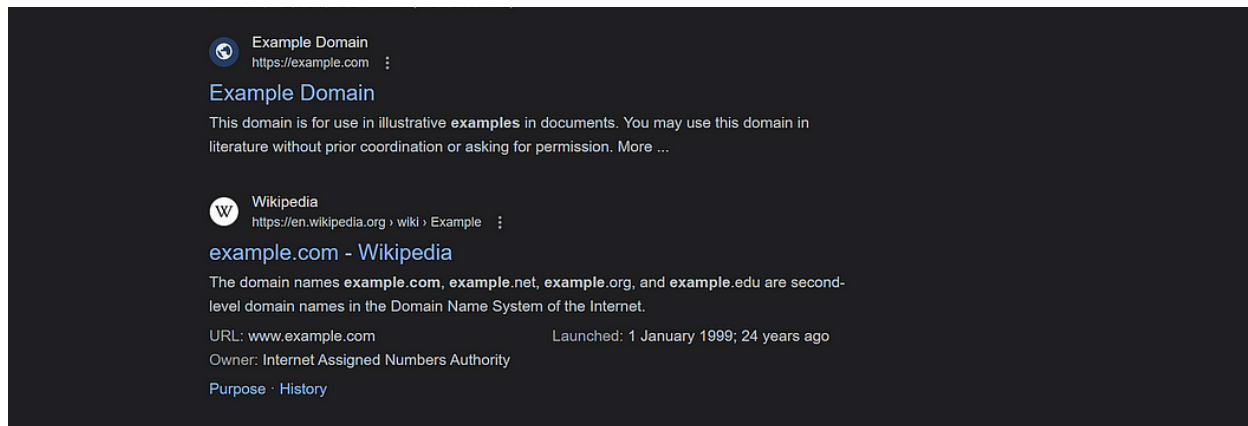 Example Domain
https://example.com
Example Domain
This domain is for use in illustrative examples in documents. You may use this domain in
literature without prior coordination or asking for permission. More ...
W
Wikipedia
https://en.wikipedia.org › wiki › Example
example.com - Wikipedia
The domain names example.com, example.net, example.org, and example.edu are second-
level domain names in the Domain Name System of the Internet.
URL: www.example.com Launched: 1 January 1999; 24 years ago
Owner: Internet Assigned Numbers Authority
Purpose · History